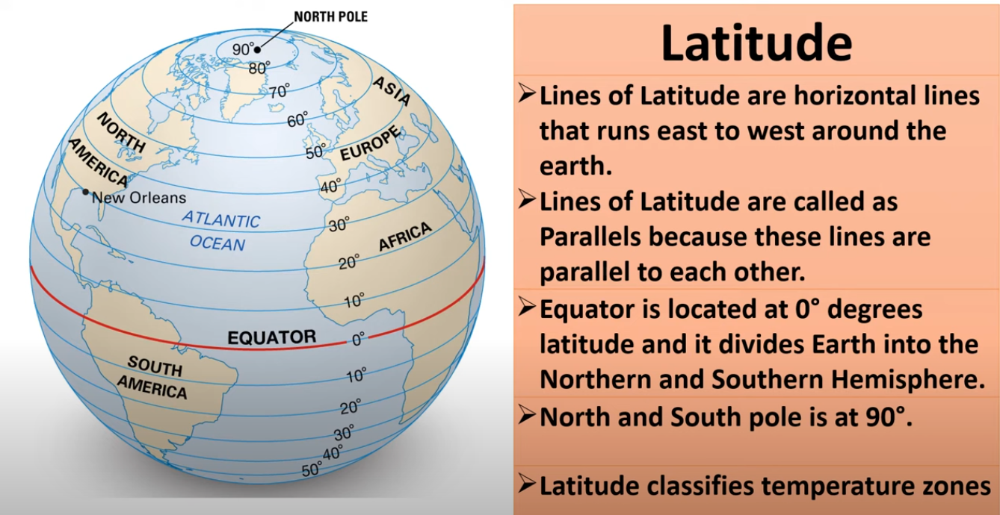 NORTH POLE
90°
80°
70°
60°
50°
40°
30°
20°
10°
0°
10°
20°
30°
40°
50°
ASIA
NORTH
AMERICA
EUROPE
New Orleans
ATLANTIC
OCEAN
AFRICA
EQUATOR
SOUTH
AMERICA
Latitude
➢Lines of Latitude are horizontal lines
that runs east to west around the
earth.
➢Lines of Latitude are called as
Parallels because these lines are
parallel to each other.
➢Equator is located at 0° degrees
latitude and it divides Earth into the
Northern and Southern Hemisphere.
➢North and South pole is at 90°.
➢Latitude classifies temperature zones